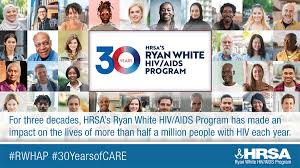 30
YEARS
HRSA'S
RYAN WHITE
HIV/AIDS
PROGRAM
For three decades, HRSA's Ryan White HIV/AIDS Program has made an
impact on the lives of more than half a million people with HIV each year.
#RWHAP #30YearsofCARE
HRSA
Ryan White HIV/AIDS Program